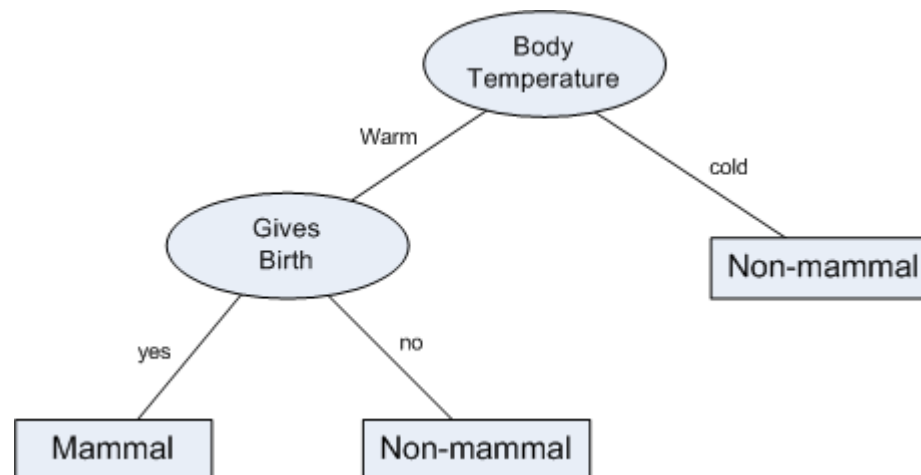 Body
Temperature
Warm
cold
Gives
Birth
Non-mammal
yes
no
Mammal
Non-mammal